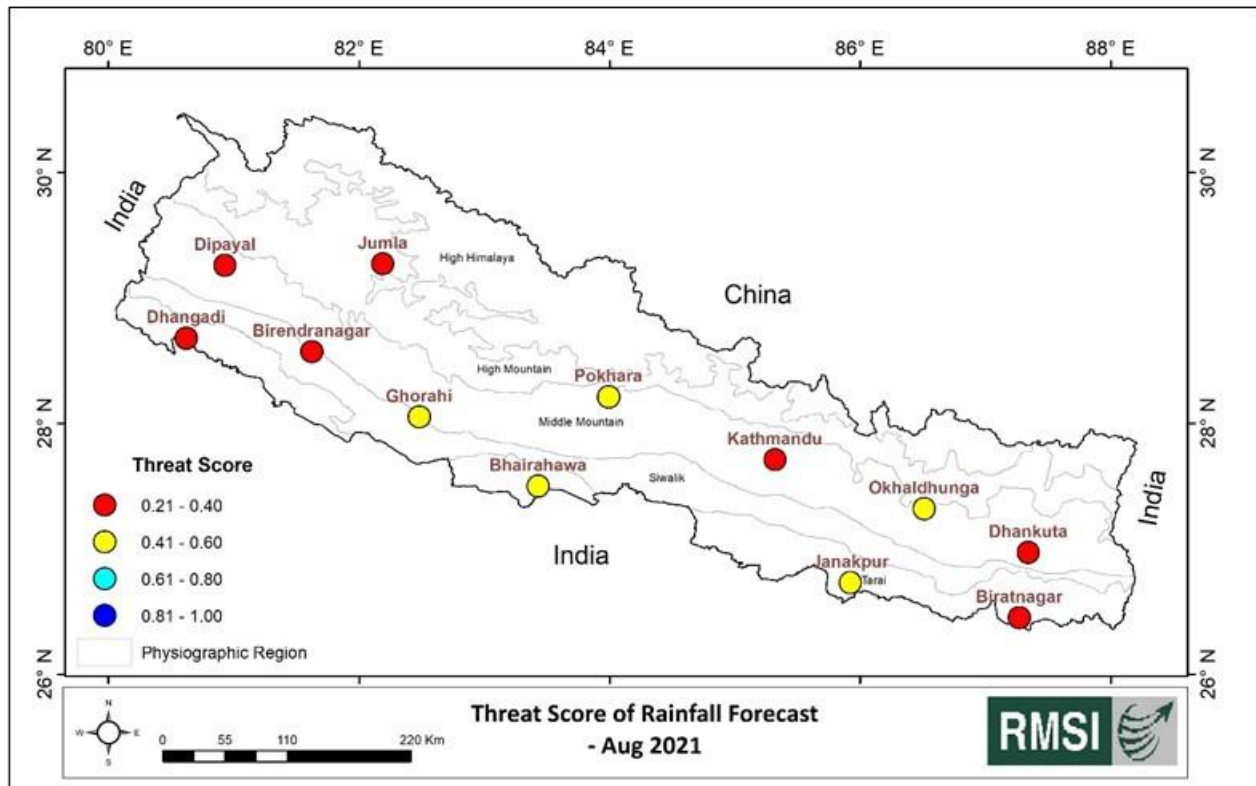 80° E 82° E 84° E 86° E 88° E
30° N
30° N
India
Dipayal
Jumla
High Himalaya
China
Dhangadi
Birendranagar
High Mountain
Pokhara
Ghorahi
28° N
28° N
Middle Mountain
Kathmandu
Bhairahawa
Siwalik
Okhaldhunga
India
Dhankuta
India
Janakpur
Tarai
Biratnagar
Threat Score
0.21 - 0.40
0.41 - 0.60
0.61 - 0.80
0.81 - 1.00
Physiographic Region
26° N
26° N
N
W E
S
0 55 110 220 Km
Threat Score of Rainfall Forecast
- Aug 2021
RMSI